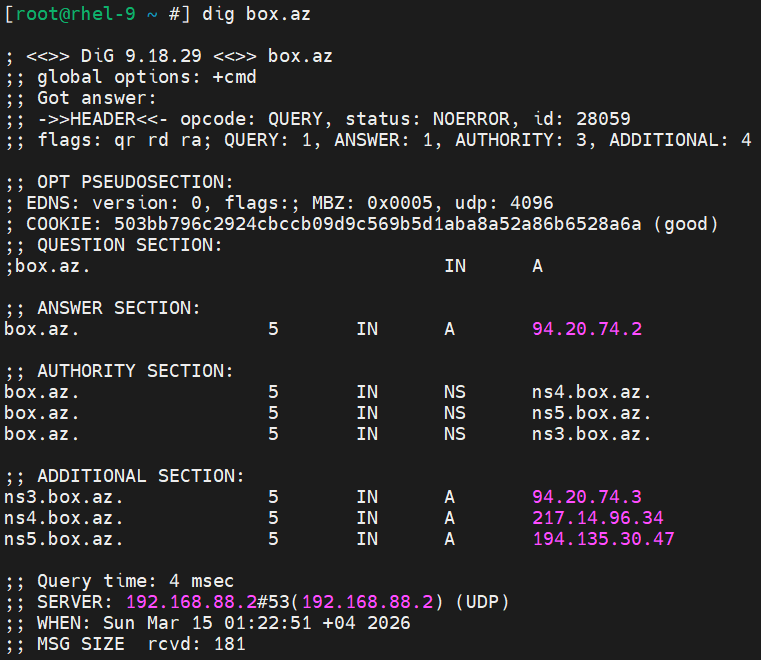 [root@rhel-9 ~ #] dig box.az
; <<>> DiG 9.18.29 <<>> box.az
;; global options: +cmd
;; Got answer:
;; ->>HEADER<<- opcode: QUERY, status: NOERROR, id: 28059
;; flags: qr rd ra; QUERY: 1, ANSWER: 1, AUTHORITY: 3, ADDITIONAL: 4
;; OPT PSEUDOSECTION:
; EDNS: version: 0, flags:; MBZ: 0x0005, udp: 4096
; COOKIE: 503bb796c2924cbccb09d9c569b5d1aba8a52a86b6528a6a (good)
;; QUESTION SECTION:
;box.az. IN A
;; ANSWER SECTION:
box.az. 5 IN A 94.20.74.2
;; AUTHORITY SECTION:
box.az. 5 IN NS ns4.box.az.
box.az. 5 IN NS ns5.box.az.
box.az. 5 IN NS ns3.box.az.
;; ADDITIONAL SECTION:
ns3.box.az. 5 IN A 94.20.74.3
ns4.box.az. 5 IN A 217.14.96.34
ns5.box.az. 5 IN A 194.135.30.47
;; Query time: 4 msec
;; SERVER: 192.168.88.2#53(192.168.88.2) (UDP)
;; WHEN: Sun Mar 15 01:22:51 +04 2026
;; MSG SIZE  rcvd: 181